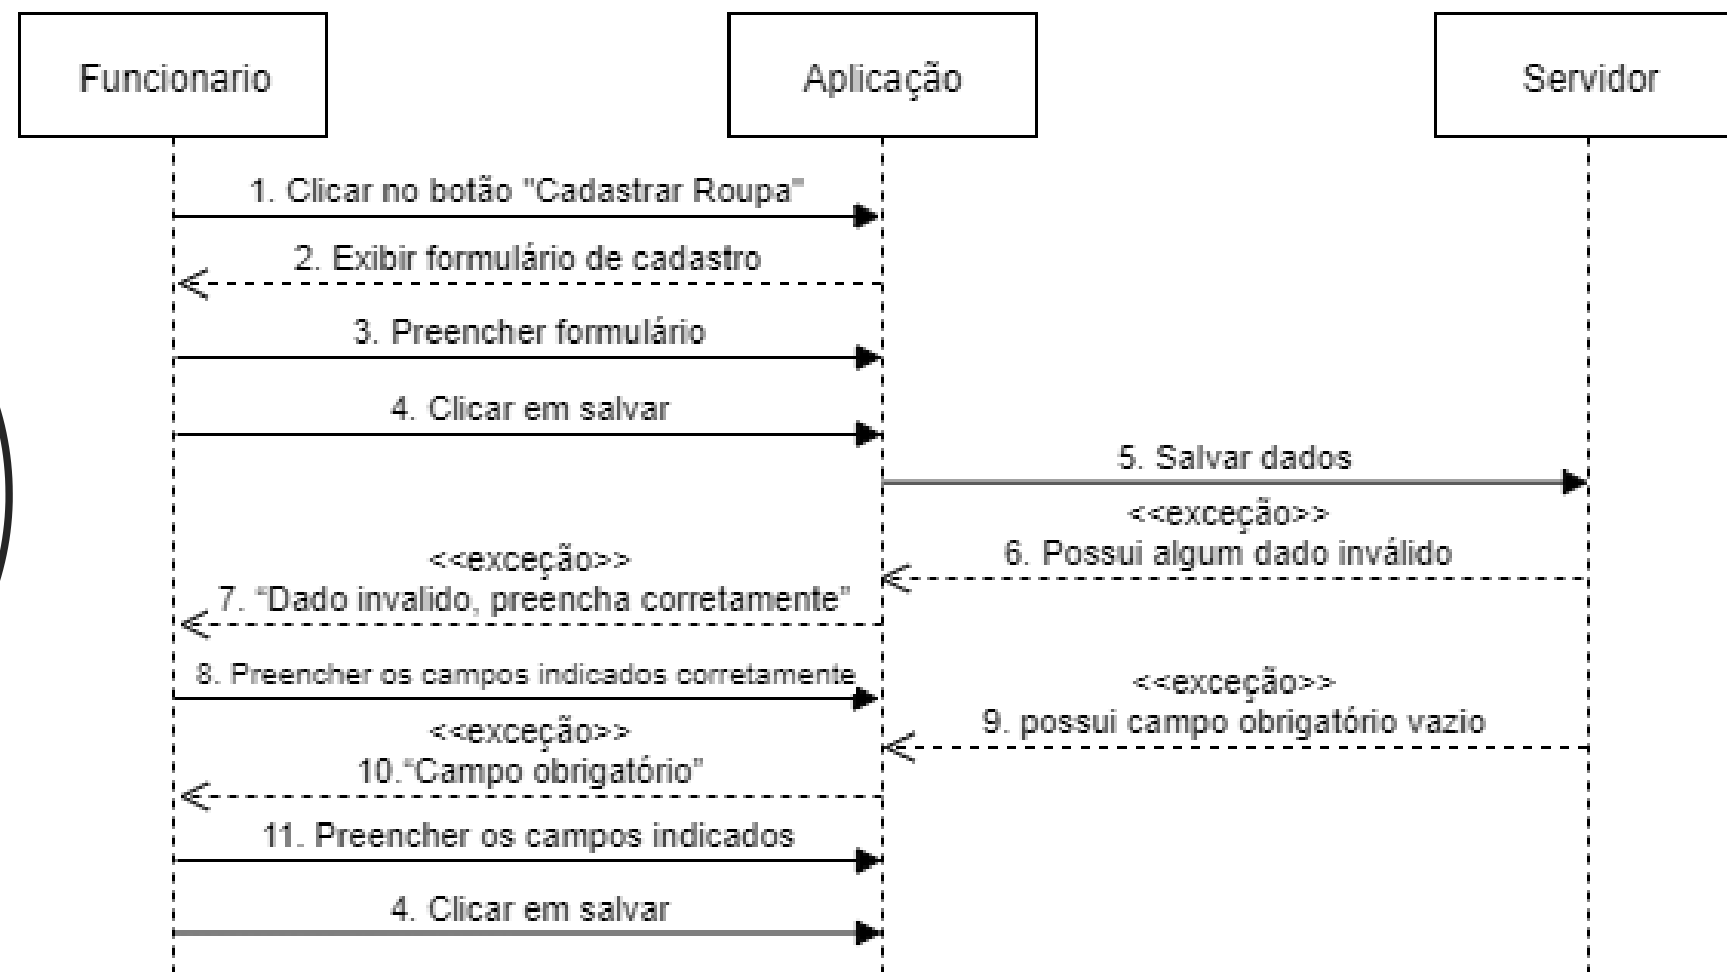 Funcionario
Aplicação
Servidor
1. Clicar no botão "Cadastrar Roupa"
2. Exibir formulário de cadastro
3. Preencher formulário
4. Clicar em salvar
5. Salvar dados
<<exceção>>
6. Possui algum dado inválido
<<exceção>>
7. “Dado invalido, preencha corretamente”
8. Preencher os campos indicados corretamente
<<exceção>>
9. possui campo obrigatório vazio
<<exceção>>
10.“Campo obrigatório”
11. Preencher os campos indicados
4. Clicar em salvar